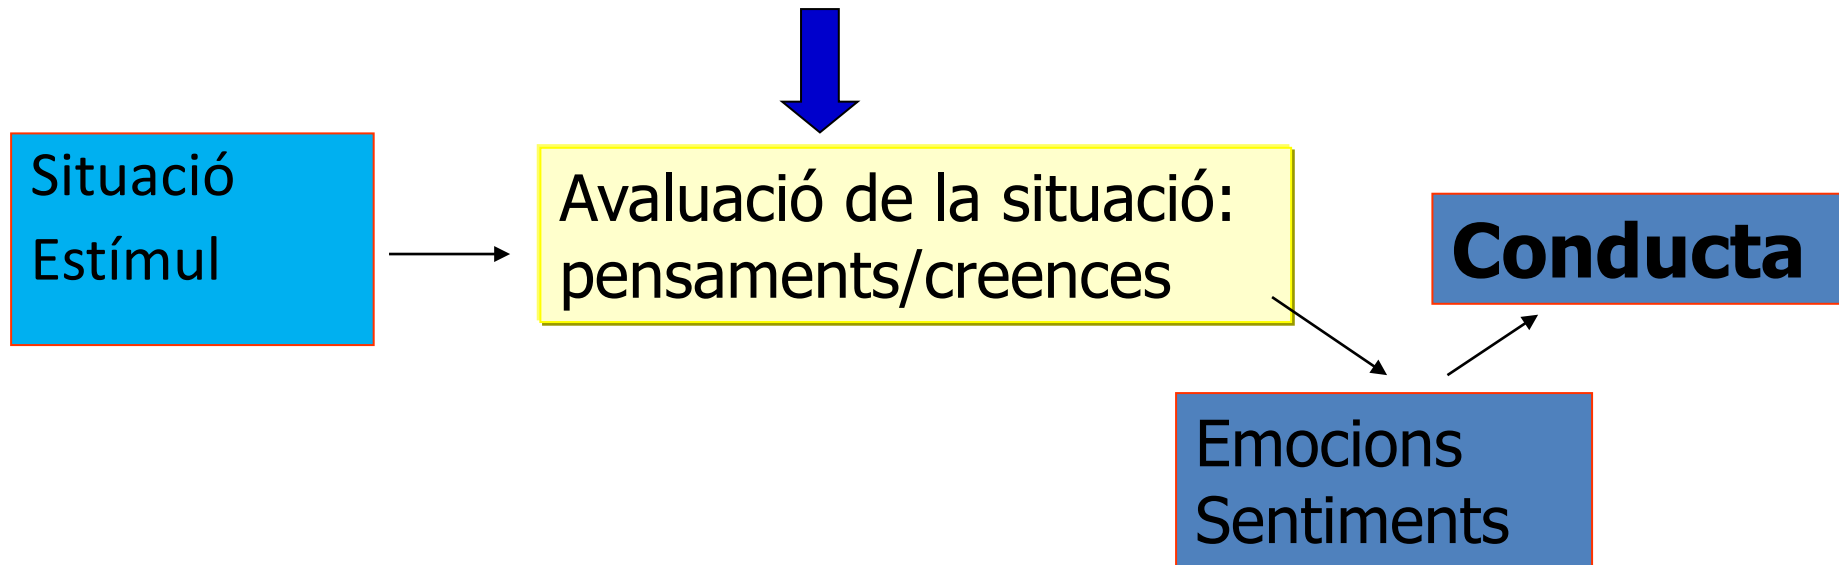 Situació
Estímul
Avaluació de la situació:
pensaments/creences
Conducta
Emocions
Sentiments